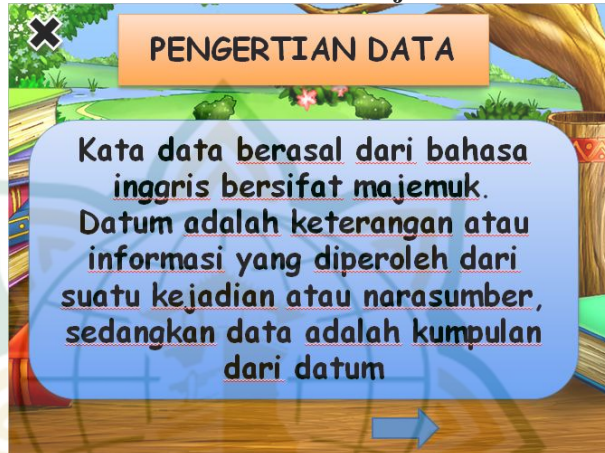 PENGERTIAN DATA
Kata data berasal dari bahasa
inggris bersifat majemuk.
Datum adalah keterangan atau
informasi yang diperoleh dari
suatu kejadian atau narasumber,
sedangkan data adalah kumpulan
dari datum